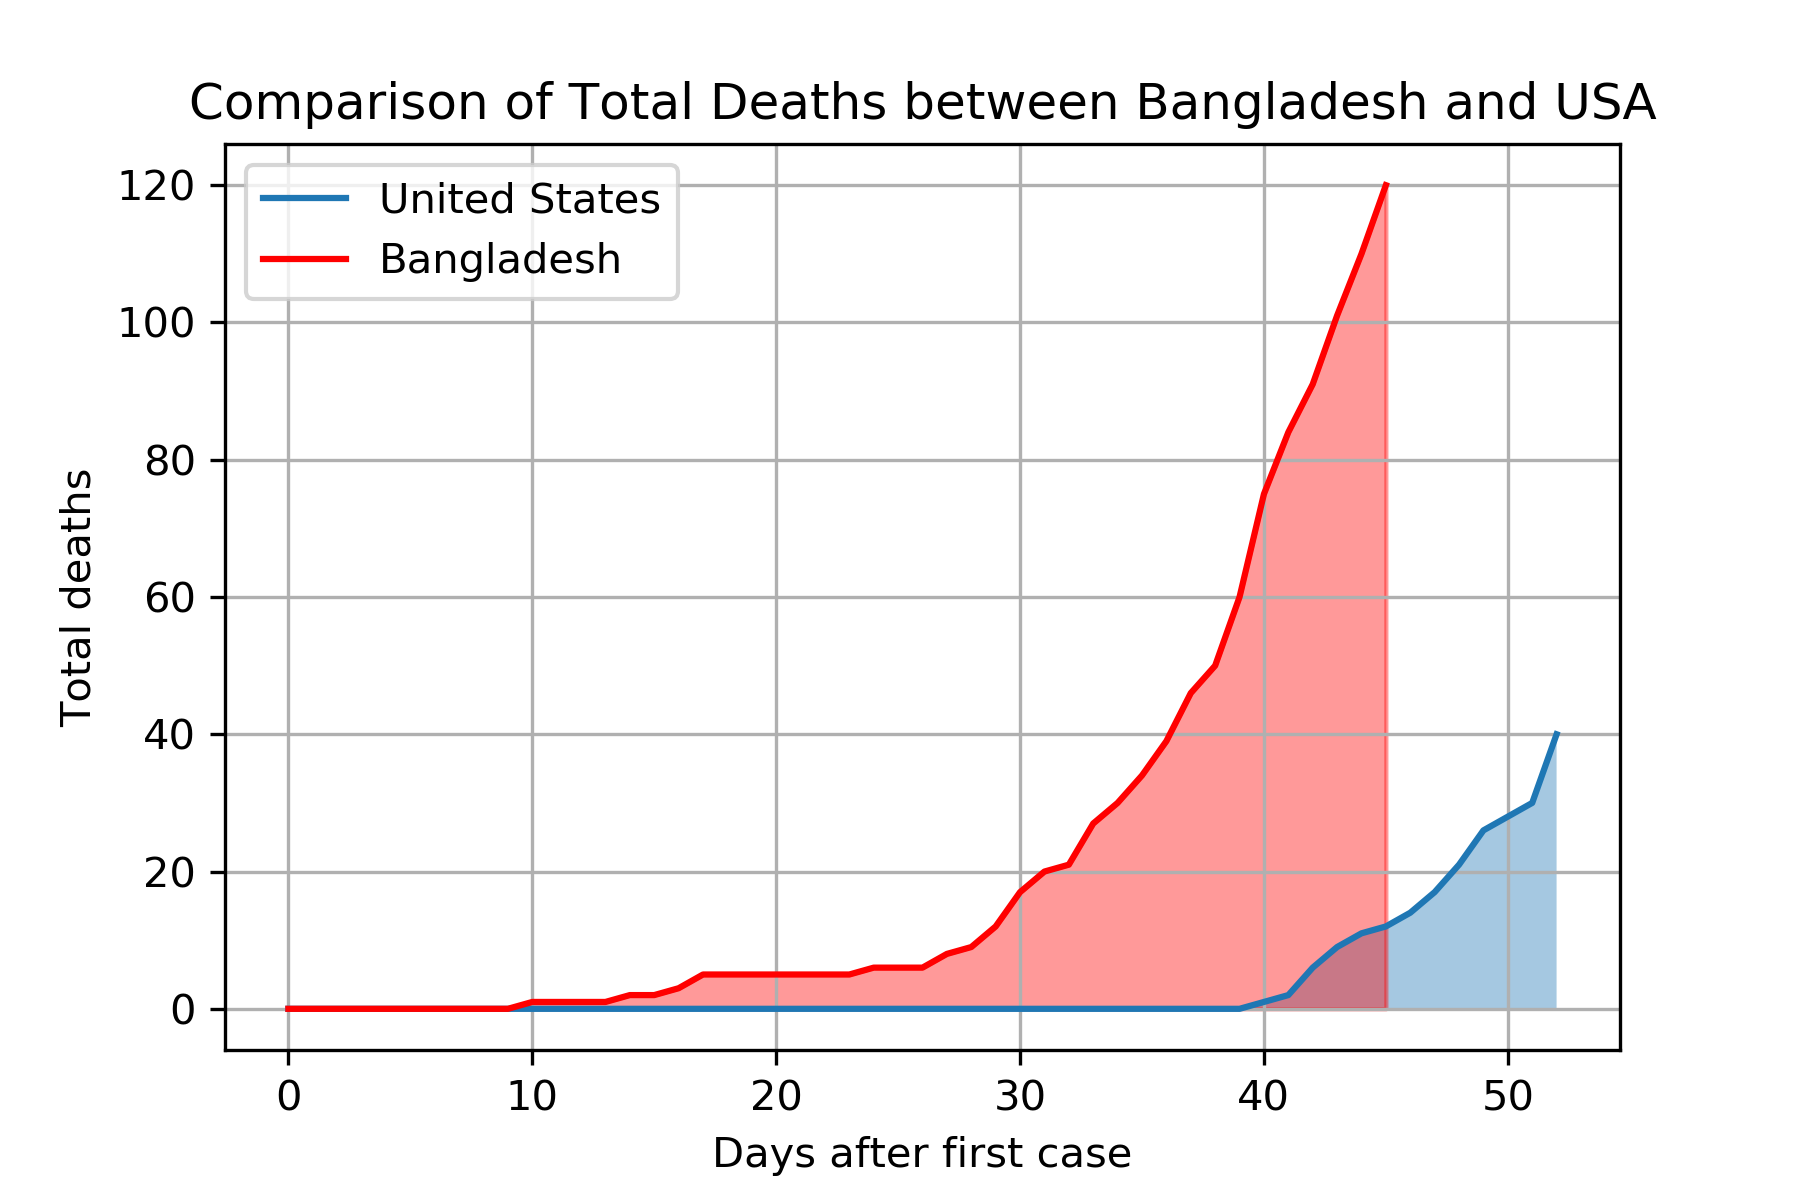 Comparison of Total Deaths between Bangladesh and USA
United States
Bangladesh
120
100
80
60
40
20
0
Total deaths
0 10 20 30 40 50
Days after first case